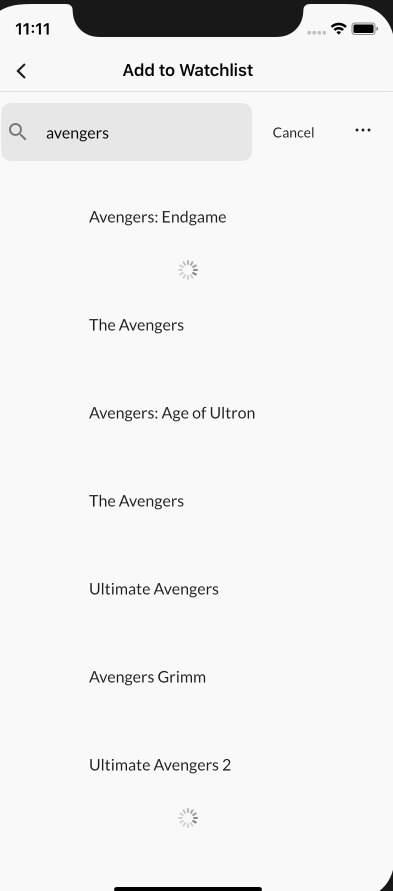 11:11
Add to Watchlist
avengers Cancel
Avengers: Endgame
The Avengers
Avengers: Age of Ultron
The Avengers
Ultimate Avengers
Avengers Grimm
Ultimate Avengers 2